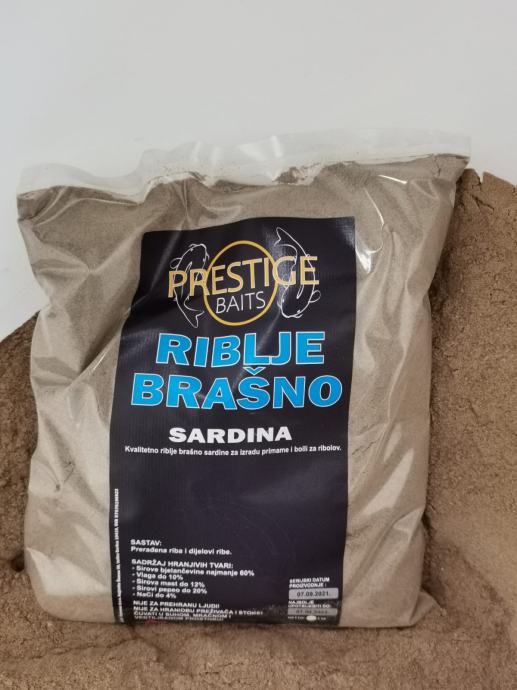 PRESTIGE
BAITS
RIBLJE
BRAŠNO
SARDINA
Kvalitetno riblje brašno sardine za izradu primame i boili za ribolov.
SASTAV:
Prerađena riba i dijelovi ribe.
SADRŽAJ HRANJIVIH TVARI:
- Sirove bjelančevine najmanje 60%
- Vlaga do 10%
- Sirova mast do 12%
- Sirovi pepeo do 20%
- NaCl do 4%
NIJE ZA PREHRANU LJUDI!
NIJE ZA HRANIDBU PREŽIVAČA I STOKE!
ČUVATI U SUHOM, MRAČNOM I
VENTILIRANOM PROSTORU!
SERIJSKI DATUM
PROIZVODNJE :
07.09.2021.
NAJBOLJE
UPOTIJEBITI DO: